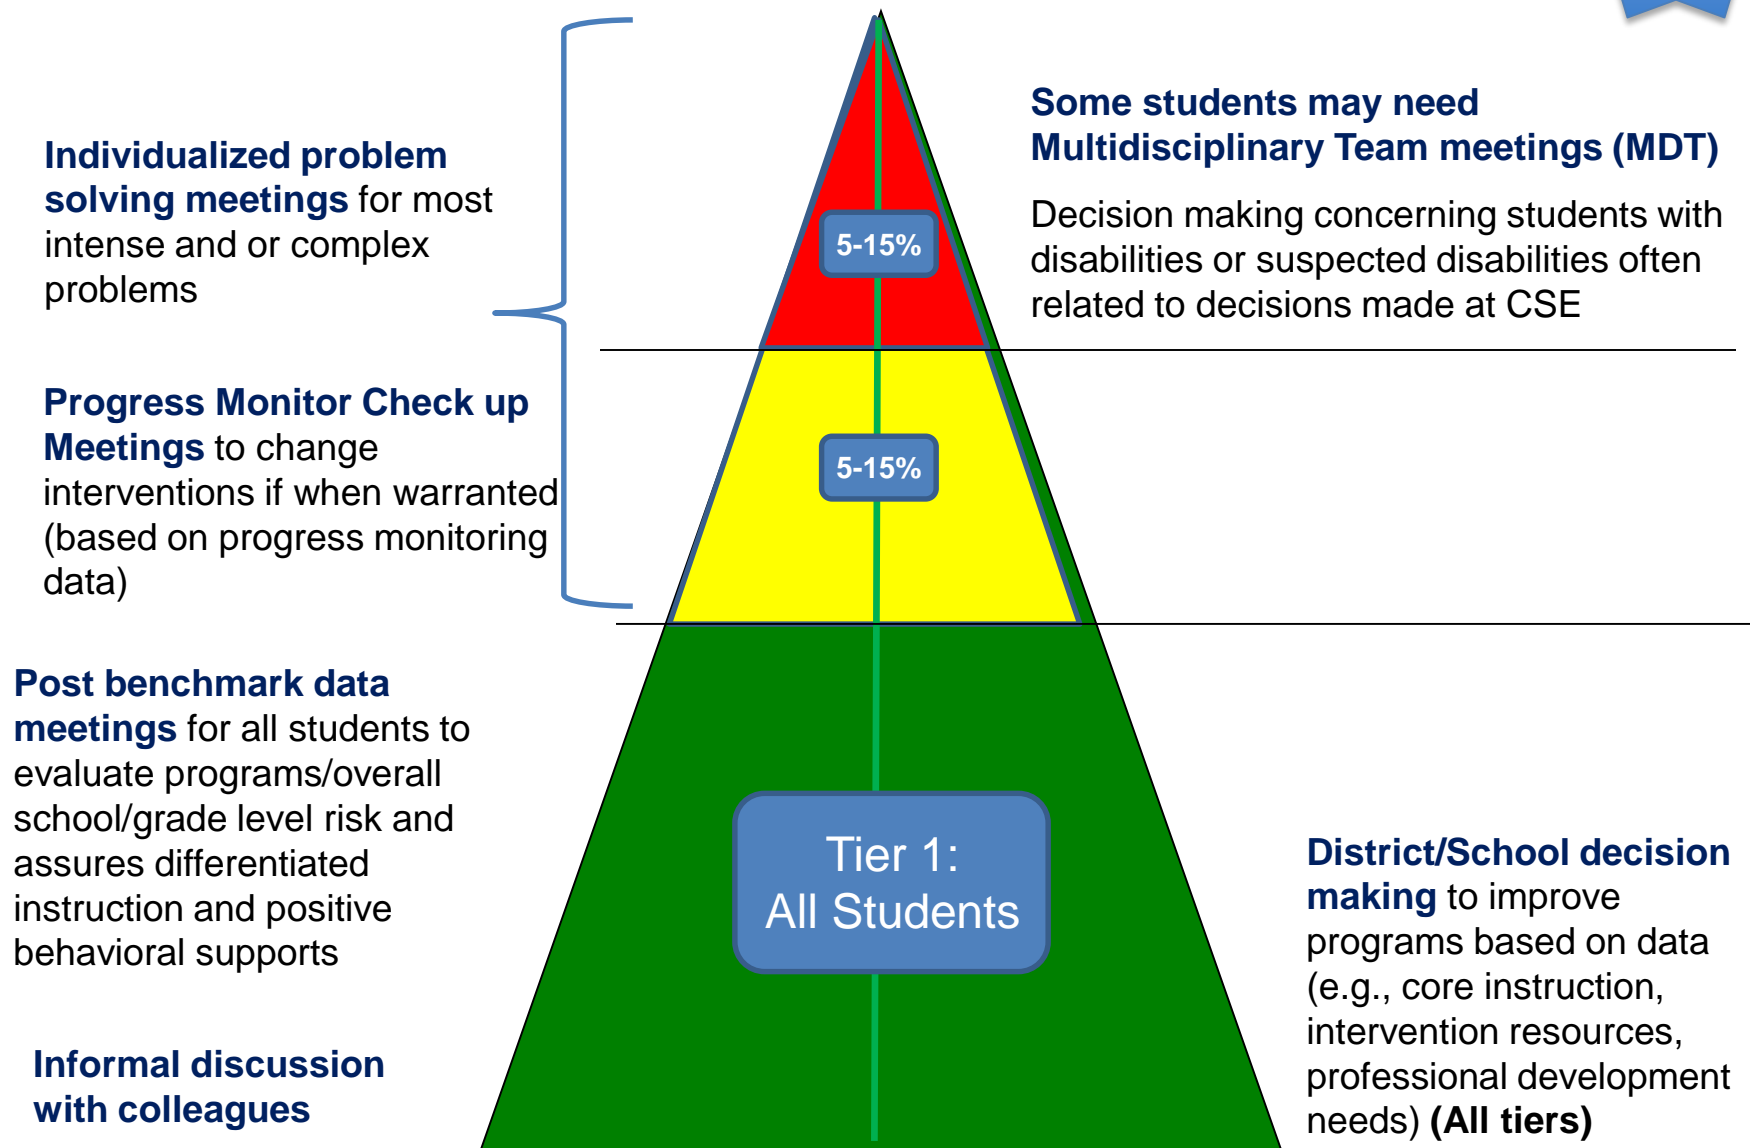 Individualized problem
solving meetings for most
intense and or complex
problems
Progress Monitor Check up
Meetings to change
interventions if when warranted
(based on progress monitoring
data)
Post benchmark data
meetings for all students to
evaluate programs/overall
school/grade level risk and
assures differentiated
instruction and positive
behavioral supports
Informal discussion
with colleagues
5-15%
5-15%
Tier 1:
All Students
Some students may need
Multidisciplinary Team meetings (MDT)
Decision making concerning students with
disabilities or suspected disabilities often
related to decisions made at CSE
District/School decision
making to improve
programs based on data
(e.g., core instruction,
intervention resources,
professional development
needs) (All tiers)